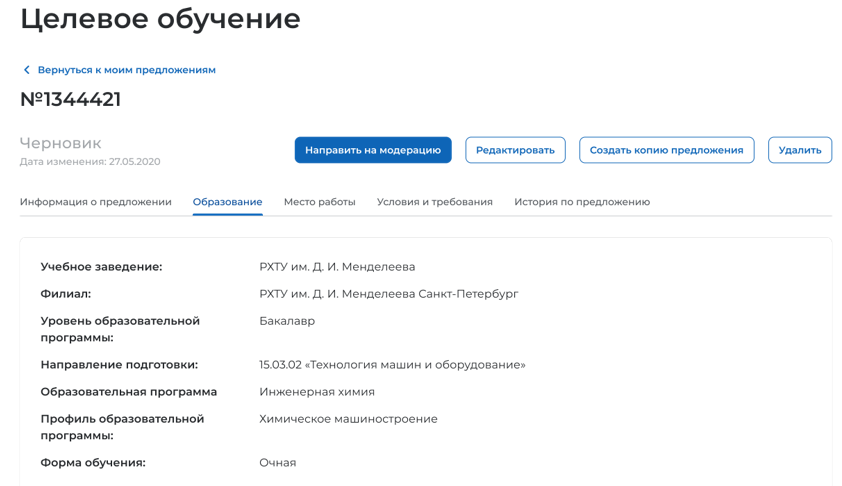 Целевое обучение
Вернуться к моим предложениям
№1344421
Черновик
Дата изменения: 27.05.2020
Направить на модерацию
Редактировать
Создать копию предложения
Удалить
Информация о предложении Образование Место работы Условия и требования История по предложению
Учебное заведение: РХТУ им. Д. И. Менделеева
Филиал: РХТУ им. Д. И. Менделеева Санкт-Петербург
Уровень образовательной Бакалавр
программы:
Направление подготовки: 15.03.02 «Технология машин и оборудование»
Образовательная программа Инженерная химия
Профиль образовательной Химическое машиностроение
программы:
Форма обучения: Очная